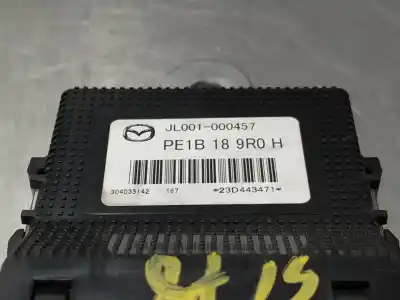 JL001-000457
PE1B 18 9R0 H
304035142 167 *23D443471*